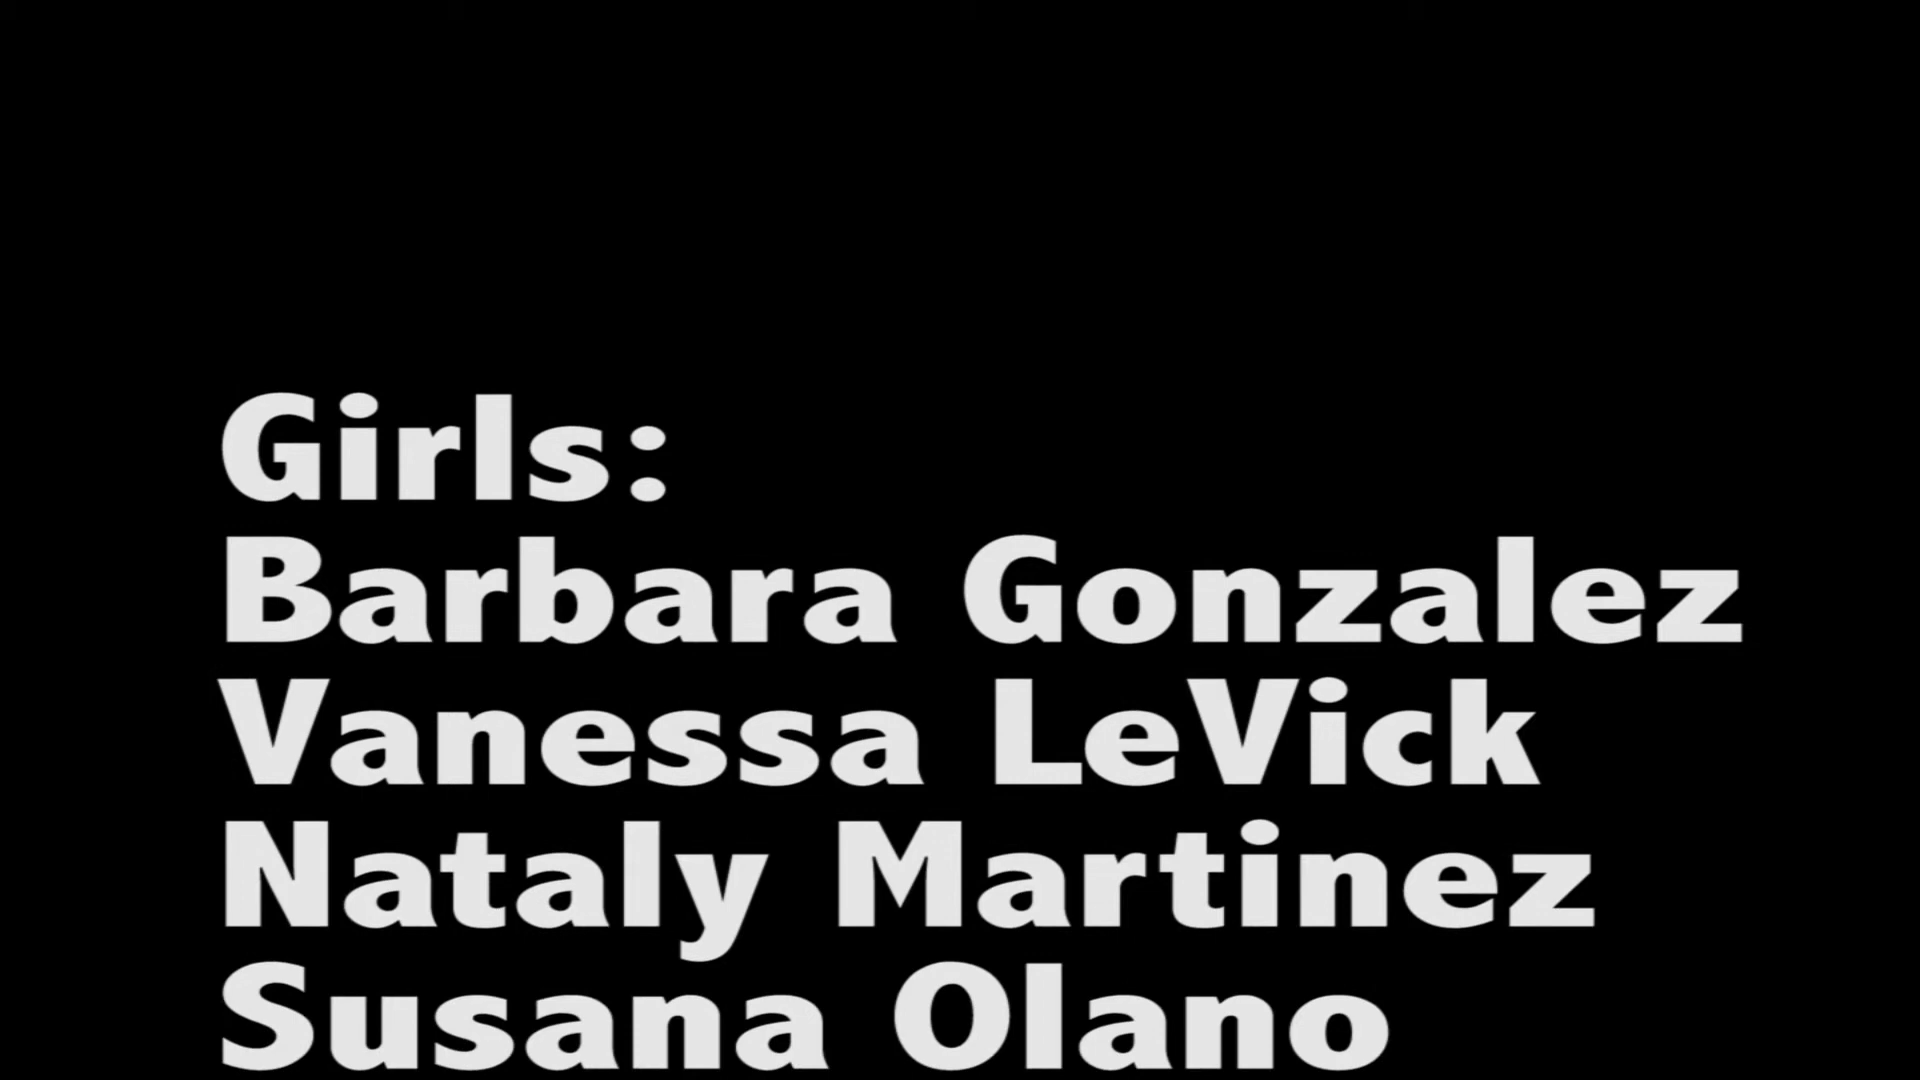 Girls:
Barbara Gonzalez
Vanessa LeVick
Nataly Martinez
Susana Olano